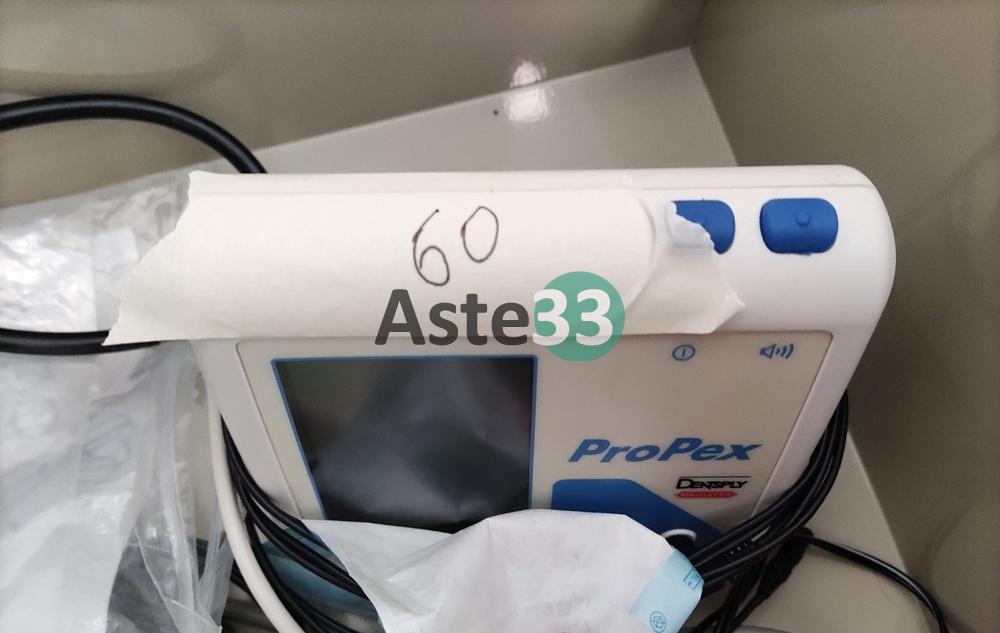 60
Aste33
ProPex
DENTSPLY
MAILLEFER